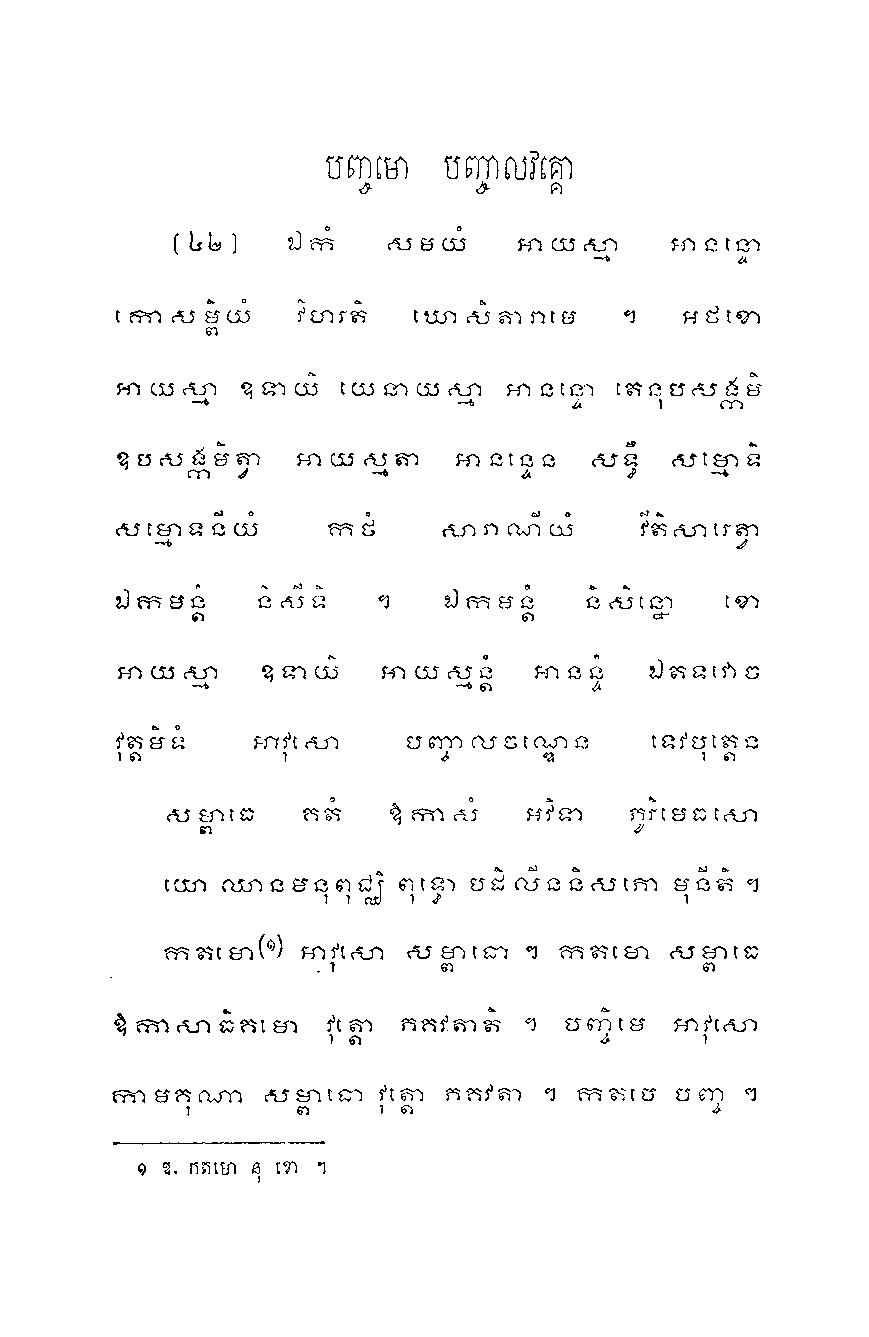 បញ្ចមោ បញ្ចាលវគ្គោ
(៤២) ឯកំ សមយំ អាយស្មា អានន្ទោ
កោសម្ពិយំ វិហរតិ ឃោសិតារាមេ ។ អថខោ
អាយស្មា ឧទាយិ យេនាយស្មា អានន្ទោ តេនុបសង្កមិ
ឧបសង្កមិត្វា អាយស្មតា អានន្ទេន សទ្ធឹ សម្មោទិ
សម្មោទនីយំ កថំ សារាណីយំ វីតិសារេត្វា
ឯកមន្តំ និសីទិ ។ ឯកមន្តំ និសិន្នោ ខោ
អាយស្មា ឧទាយិ អាយស្មន្តំ អានន្ទំ ឯតទវោច
វុត្តមិទំ អាវុសោ បញ្ចាលចណ្ឌេន ទេវបុត្តេន
សម្ពាធេ គតំ ឱកាសំ អវិទា ភូរិមេធសោ
យោ ឈានមនុពុជ្ឈិ ពុទ្ធោ បដិលីននិសភោ មុនីតិ ។
កតមោ(១) អាវុសោ សម្ពាធោ ។ កតមោ សម្ពាធេ
ឱកាសាធិគមោ វុត្តោ ភគវតាតិ ។ បញ្ចិមេ អាវុសោ
កាមគុណា សម្ពាធោ វុត្តោ ភគវតា ។ កតមេ បញ្ច ។
១ ឱ. កតមោ នុ ខោ ។